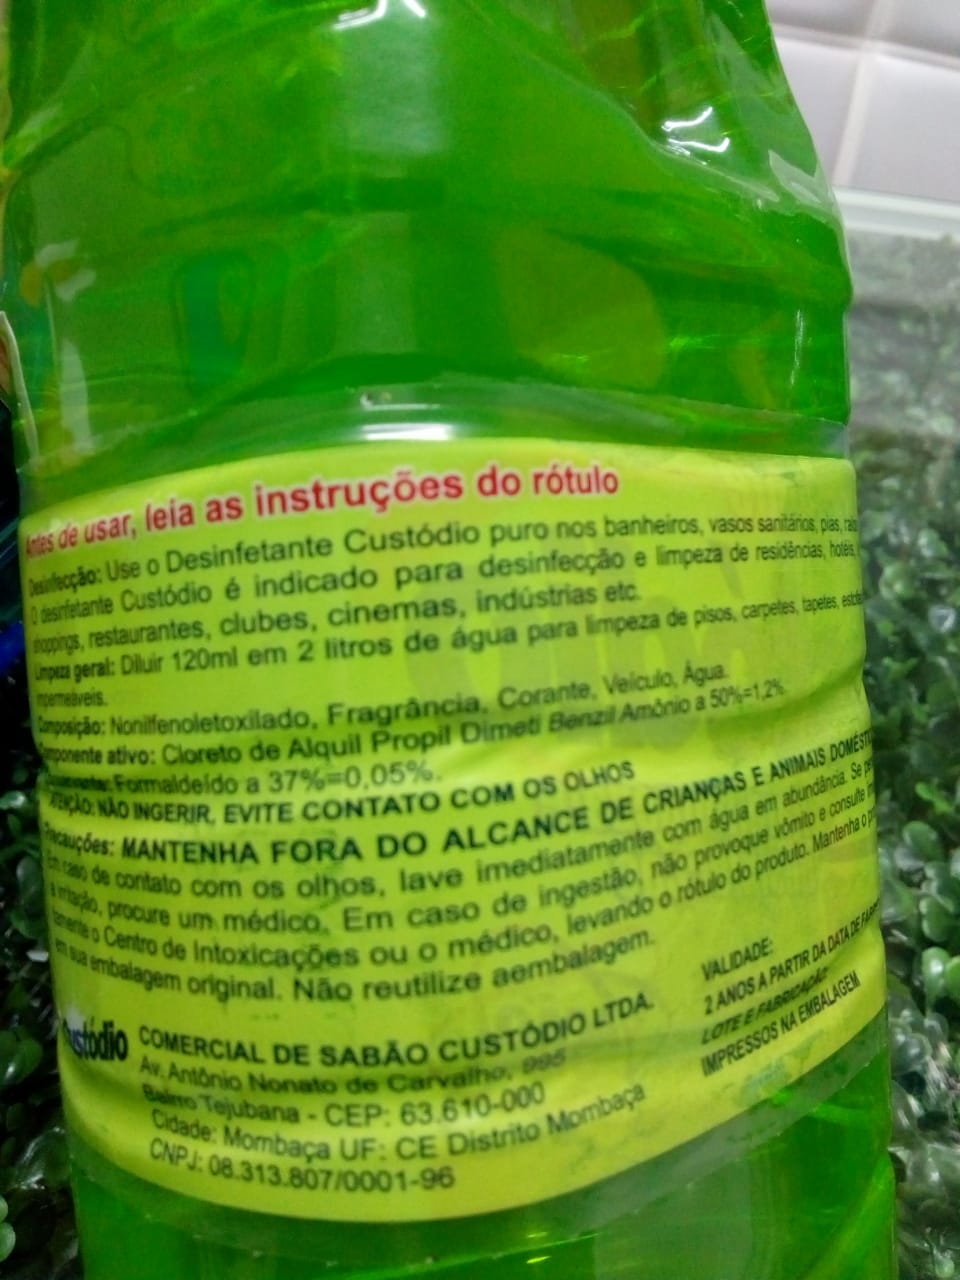 Antes de usar, leia as instruções do rótulo
Desinfecção: Use o Desinfetante Custódio puro nos banheiros, vasos sanitários, pias,
O desinfetante Custódio é indicado para desinfecção e limpeza de residências, hotéis,
shoppings, restaurantes, clubes, cinemas, indústrias etc.
Limpeza geral: Diluir 120ml em 2 litros de água para limpeza de pisos, carpetes, tapetes,
impermeáveis.
Composição: Nonilfenoletoxilado, Fragrância, Corante, Veículo, Água.
Componente ativo: Cloreto de Alquil Propil Dimetil Benzil Amônio a 50%=1,2%
Formaldeído a 37%=0,05%.
ATENÇÃO: NÃO INGERIR, EVITE CONTATO COM OS OLHOS
Precauções: MANTENHA FORA DO ALCANCE DE CRIANÇAS E ANIMAIS
Em caso de contato com os olhos, lave imediatamente com água em abundância. Se
a irritação, procure um médico. Em caso de ingestão, não provoque vômito e consulte
o Centro de Intoxicações ou o médico, levando o rótulo do produto. Mantenha o
em sua embalagem original. Não reutilize aembalagem.
Custódio
COMERCIAL DE SABÃO CUSTÓDIO LTDA.
Av. Antônio Nonato de Carvalho, 995
Bairro Tejubana - CEP: 63.610-000
Cidade: Mombaça UF: CE Distrito Mombaça
CNPJ: 08.313.807/0001-96
VALIDADE:
2 ANOS A PARTIR DA DATA DE
LOTE E FABRICAÇÃO:
IMPRESSOS NA EMBALAGEM